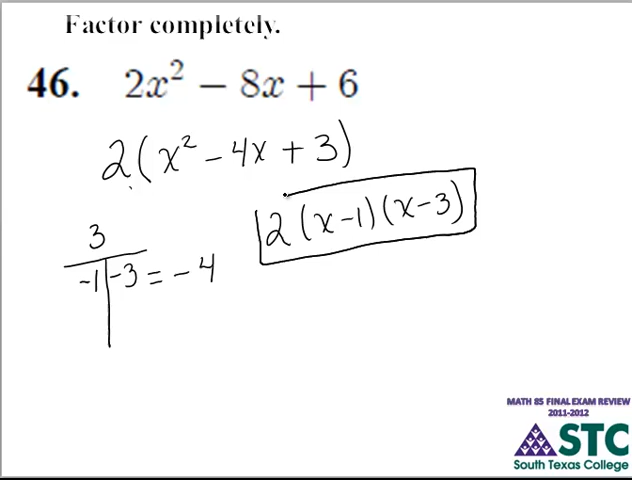 Factor completely.
46. 2x² − 8x + 6
2(x² − 4x + 3)
2(x−1)(x−3)
3
−1 −3 = −4
MATH 85 FINAL EXAM REVIEW
2011-2012
STC
South Texas College